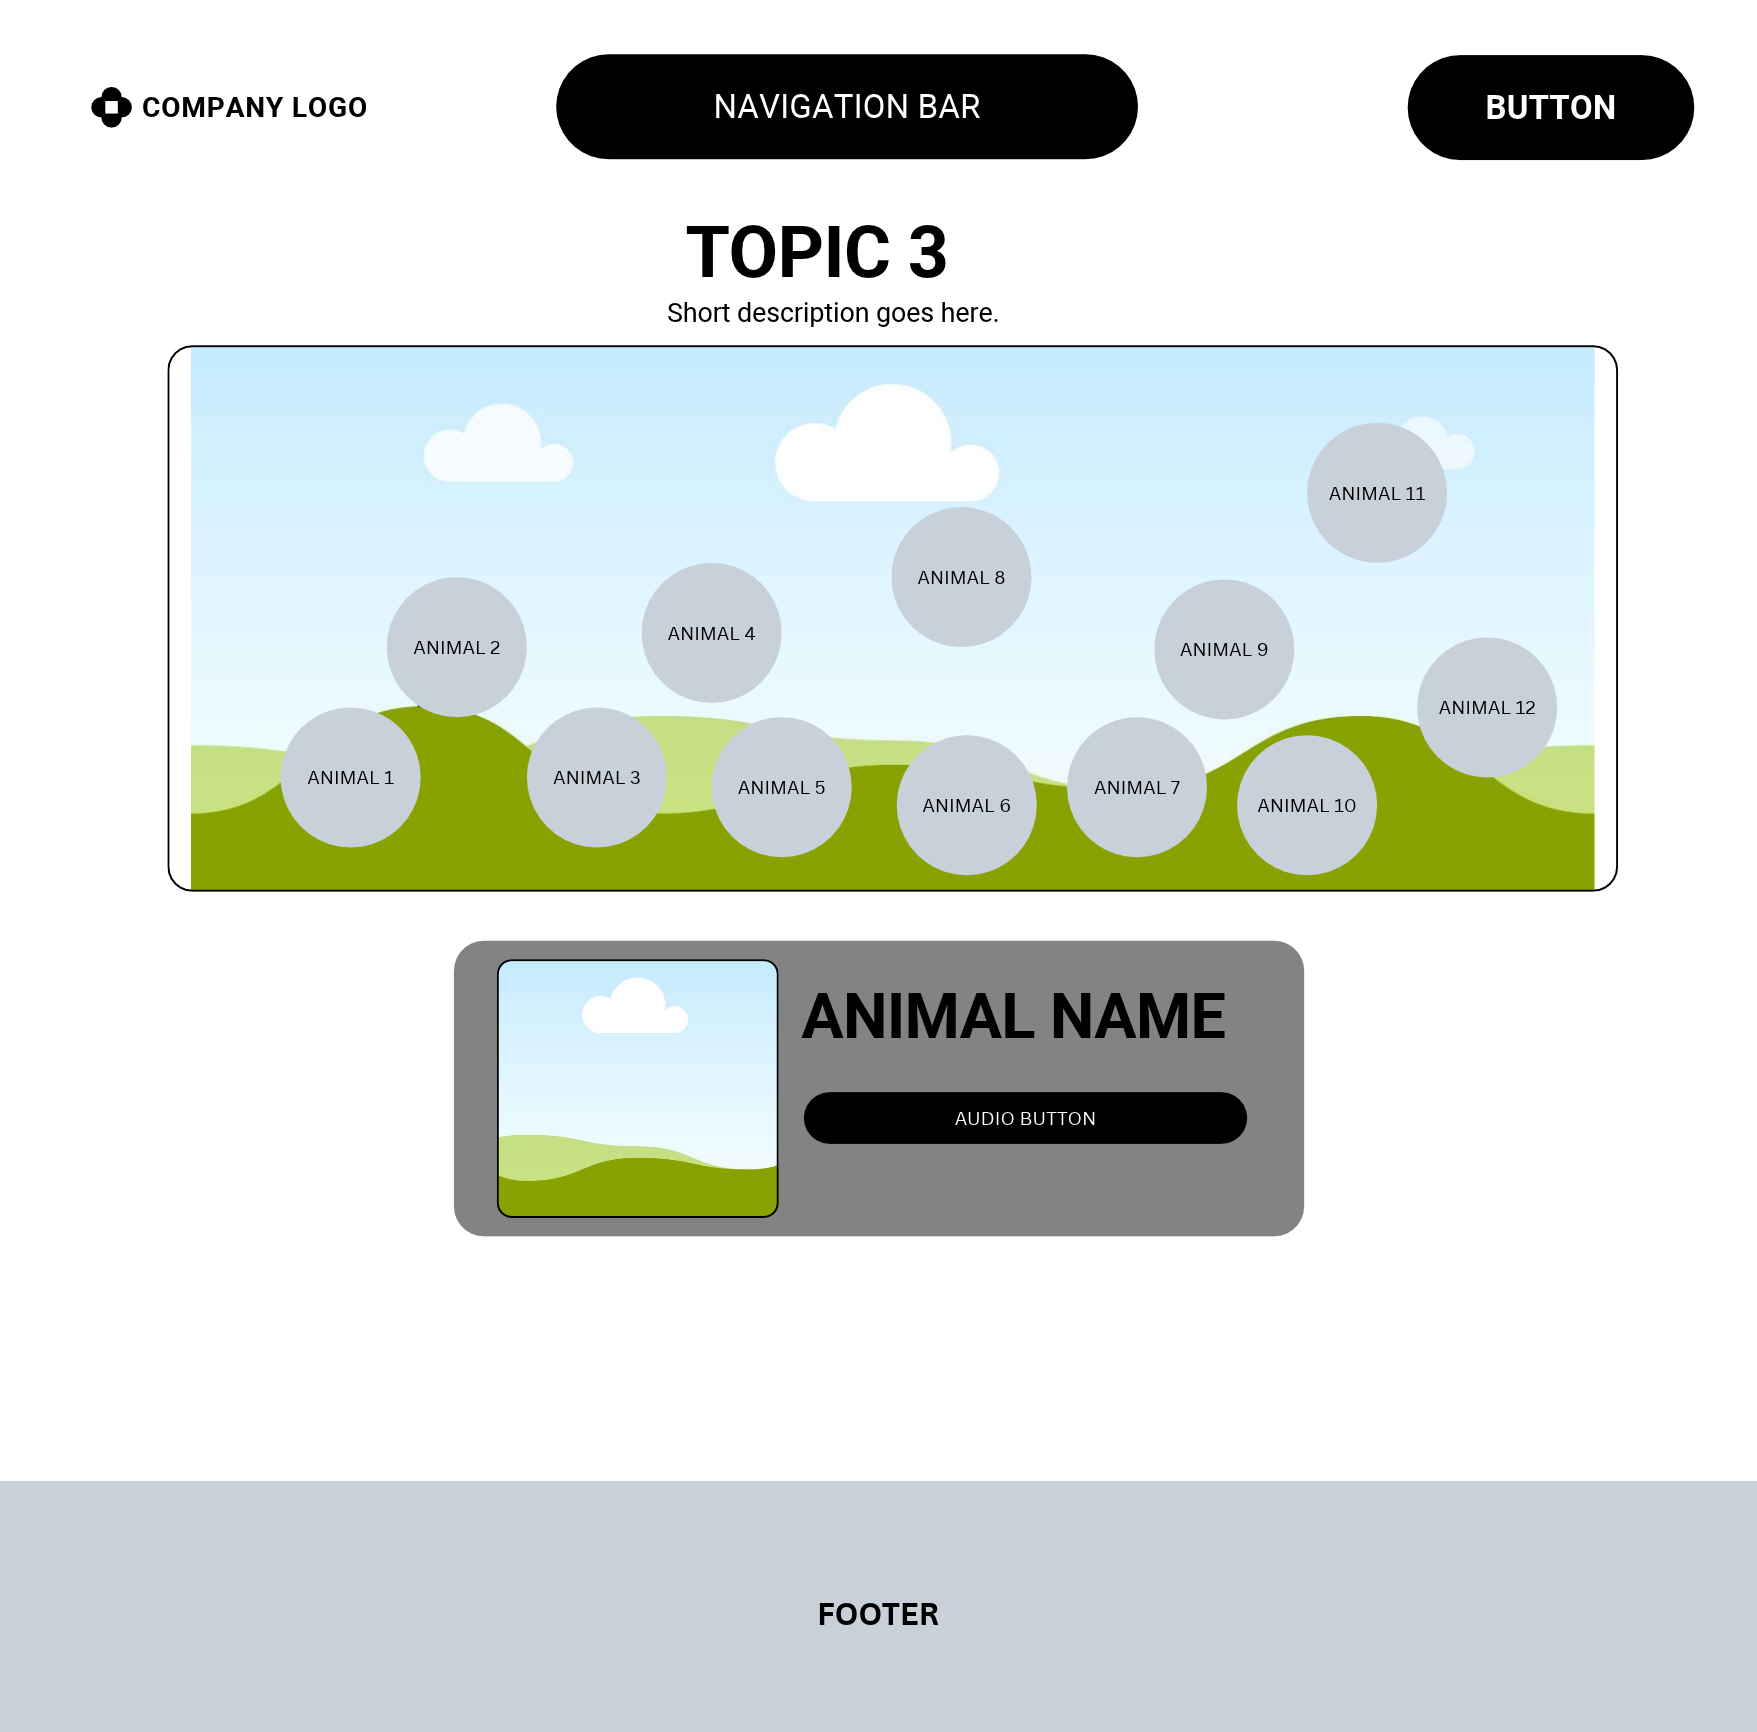 COMPANY LOGO
NAVIGATION BAR
BUTTON
TOPIC 3
Short description goes here.
ANIMAL 11
ANIMAL 8
ANIMAL 4
ANIMAL 2
ANIMAL 9
ANIMAL 12
ANIMAL 1
ANIMAL 3
ANIMAL 5
ANIMAL 6
ANIMAL 7
ANIMAL 10
ANIMAL NAME
AUDIO BUTTON
FOOTER